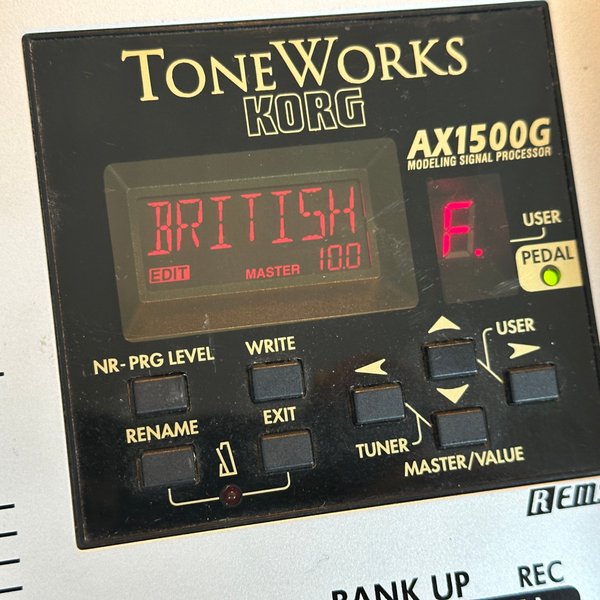 TONEWORKS
KORG
AX1500G
MODELING SIGNAL PROCESSOR
BRITISH
EDIT
MASTER 10.0
F.
USER
PEDAL
NR-PRG LEVEL
WRITE
USER
RENAME
EXIT
TUNER
MASTER/VALUE
REMS
BANK UP
REC